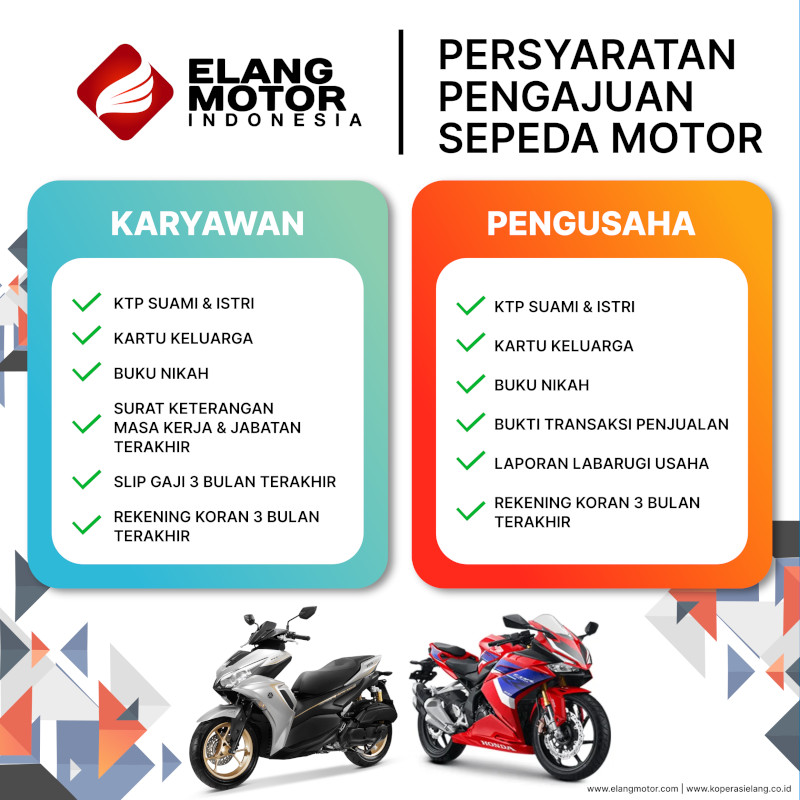 ELANG
MOTOR
INDONESIA
PERSYARATAN
PENGAJUAN
SEPEDA MOTOR
KARYAWAN
KTP SUAMI & ISTRI
KARTU KELUARGA
BUKU NIKAH
SURAT KETERANGAN
MASA KERJA & JABATAN
TERAKHIR
SLIP GAJI 3 BULAN TERAKHIR
REKENING KORAN 3 BULAN
TERAKHIR
PENGUSAHA
KTP SUAMI & ISTRI
KARTU KELUARGA
BUKU NIKAH
BUKTI TRANSAKSI PENJUALAN
LAPORAN LABARUGI USAHA
REKENING KORAN 3 BULAN
TERAKHIR
HONDA
www.elangmotor.com | www.koperasielang.co.id